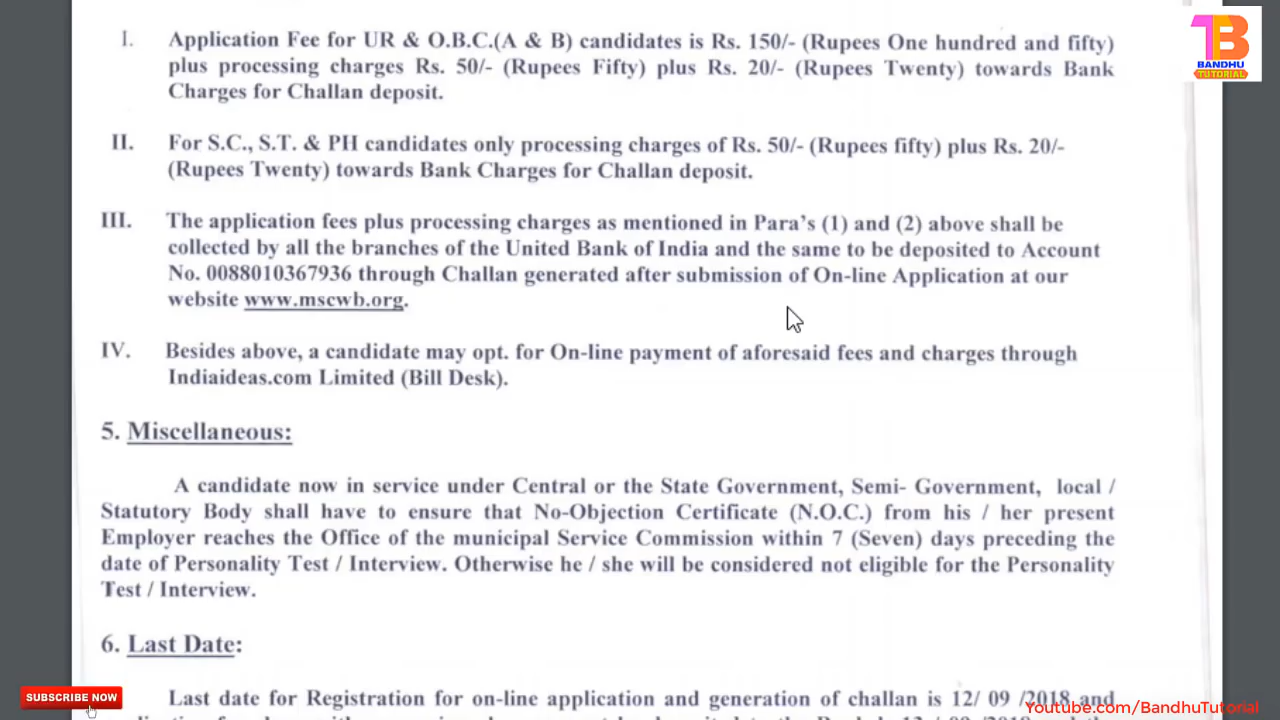 I. Application Fee for UR & O.B.C.(A & B) candidates is Rs. 150/- (Rupees One hundred and fifty)
plus processing charges Rs. 50/- (Rupees Fifty) plus Rs. 20/- (Rupees Twenty) towards Bank
Charges for Challan deposit.
II. For S.C., S.T. & PH candidates only processing charges of Rs. 50/- (Rupees fifty) plus Rs. 20/-
(Rupees Twenty) towards Bank Charges for Challan deposit.
III. The application fees plus processing charges as mentioned in Para's (1) and (2) above shall be
collected by all the branches of the United Bank of India and the same to be deposited to Account
No. 0088010367936 through Challan generated after submission of On-line Application at our
website www.mscwb.org.
IV. Besides above, a candidate may opt. for On-line payment of aforesaid fees and charges through
Indiaideas.com Limited (Bill Desk).
5. Miscellaneous:
A candidate now in service under Central or the State Government, Semi- Government, local /
Statutory Body shall have to ensure that No-Objection Certificate (N.O.C.) from his / her present
Employer reaches the Office of the municipal Service Commission within 7 (Seven) days preceding the
date of Personality Test / Interview. Otherwise he / she will be considered not eligible for the Personality
Test / Interview.
6. Last Date:
Last date for Registration for on-line application and generation of challan is 12/ 09 /2018 and
TB
BANDHU
TUTORIAL
SUBSCRIBE NOW
Youtube.com/BandhuTutorial